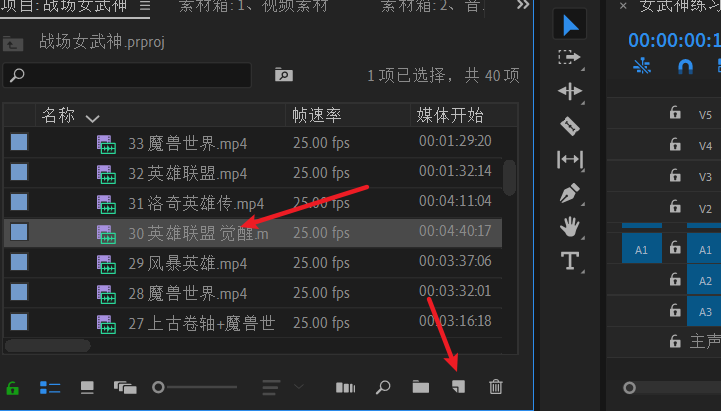 项目: 战场女武神
素材箱: 1、视频素材
素材箱: 2、音
女武神练习
战场女武神.prproj
00:00:00:1
1项已选择，共 40 项
名称 帧速率 媒体开始
33 魔兽世界.mp4 25.00 fps 00:01:29:20
32 英雄联盟.mp4 25.00 fps 00:01:32:14
31 洛奇英雄传.mp4 25.00 fps 00:04:11:04
30 英雄联盟 觉醒.m 25.00 fps 00:04:40:17
29 风暴英雄.mp4 25.00 fps 00:03:37:06
28 魔兽世界.mp4 25.00 fps 00:03:32:01
27 上古卷轴+魔兽世 25.00 fps 00:03:16:18
V5
V4
V3
V2
A1 A1
A2
A3
主声